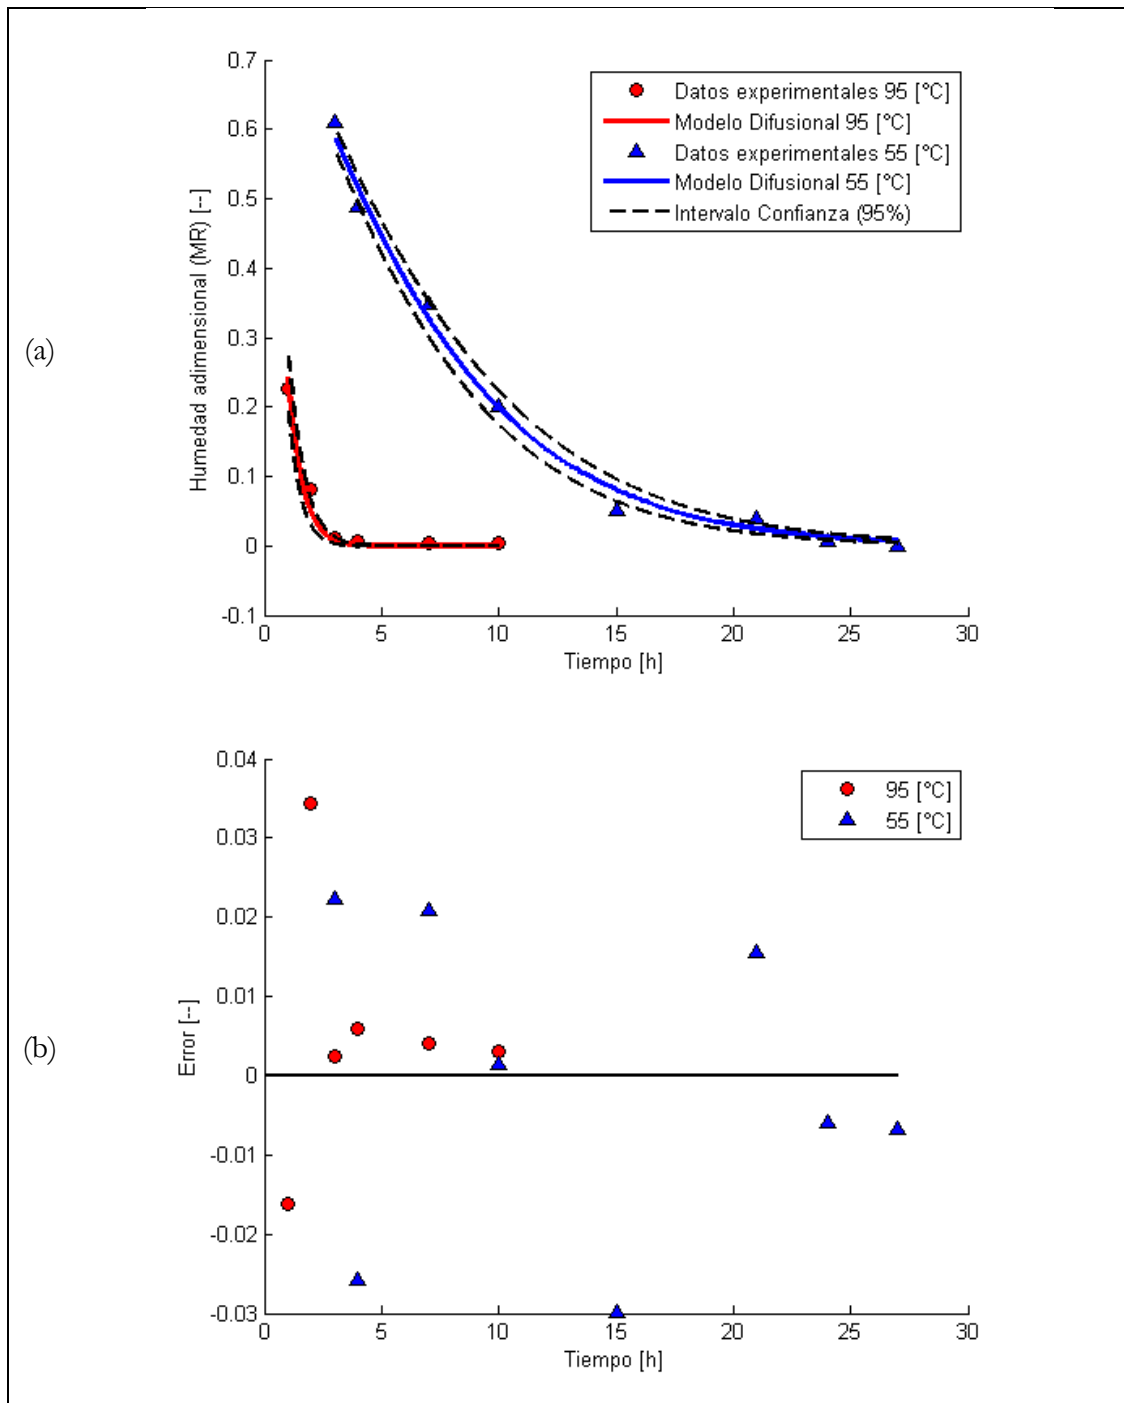 (a)
0.7
0.6
0.5
0.4
0.3
0.2
0.1
0
-0.1
Humedad adimensional (MR) [--]
0 5 10 15 20 25 30
Tiempo [h]
Datos experimentales 95 [°C]
Modelo Difusional 95 [°C]
Datos experimentales 55 [°C]
Modelo Difusional 55 [°C]
Intervalo Confianza (95%)
(b)
0.04
0.03
0.02
0.01
0
-0.01
-0.02
-0.03
Error [--]
0 5 10 15 20 25 30
Tiempo [h]
95 [°C]
55 [°C]